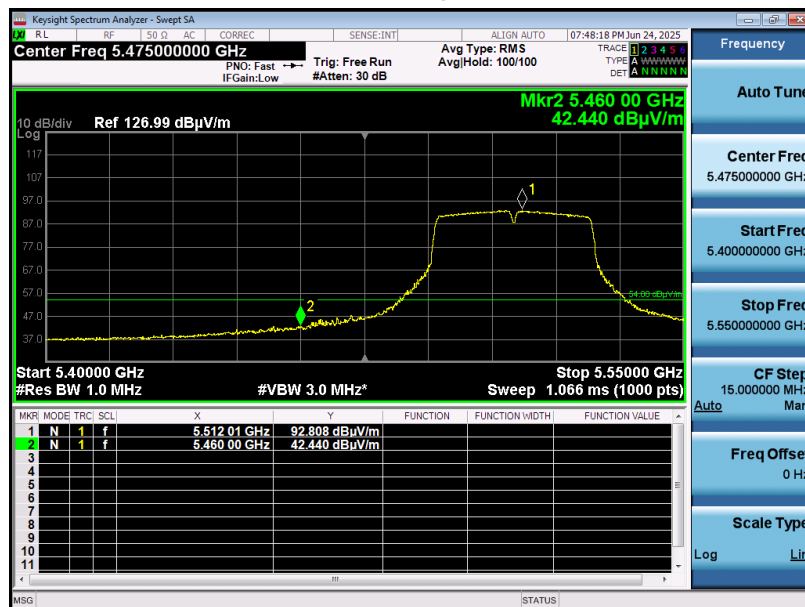 Keysight Spectrum Analyzer - Swept SA
LXI RL RF 50 Ω AC CORREC SENSE:INT ALIGN AUTO 07:48:18 PM Jun 24, 2025
Center Freq 5.475000000 GHz
PNO: Fast
IFGain:Low
Trig: Free Run
#Atten: 30 dB
Avg Type: RMS
Avg|Hold: 100/100
TRACE 1 2 3 4 5 6
TYPE A WWWWW
DET A N N N N N
Mkr2 5.460 00 GHz
42.440 dBµV/m
10 dB/div
Log
Ref 126.99 dBµV/m
117
107
97.0
87.0
77.0
67.0
57.0
47.0
37.0
1
2
54.00 dBµV/m
Start 5.40000 GHz Stop 5.55000 GHz
#Res BW 1.0 MHz #VBW 3.0 MHz* Sweep 1.066 ms (1000 pts)
MKR MODE TRC SCL X Y FUNCTION FUNCTION WIDTH FUNCTION VALUE
1 N 1 f 5.512 01 GHz 92.808 dBµV/m
2 N 1 f 5.460 00 GHz 42.440 dBµV/m
3
4
5
6
7
8
9
10
11
MSG STATUS
Frequency
Auto Tune
Center Freq
5.475000000 GHz
Start Freq
5.400000000 GHz
Stop Freq
5.550000000 GHz
CF Step
15.000000 MHz
Auto Man
Freq Offset
0 Hz
Scale Type
Log Lin